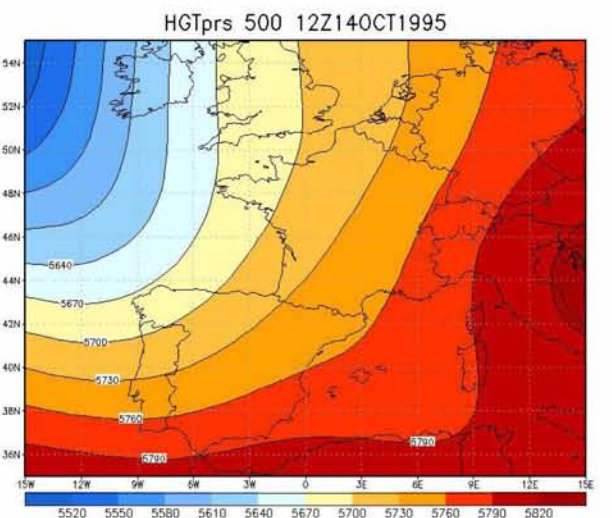 HGTprs 500 12Z14OCT1995
54N
52N
50N
48N
46N
44N
42N
40N
38N
36N
5640
5670
5700
5730
5760
5790
5790
15W 12W 9W 6W 3W 0 3E 6E 9E 12E 15E
5520 5550 5580 5610 5640 5670 5700 5730 5760 5790 5820